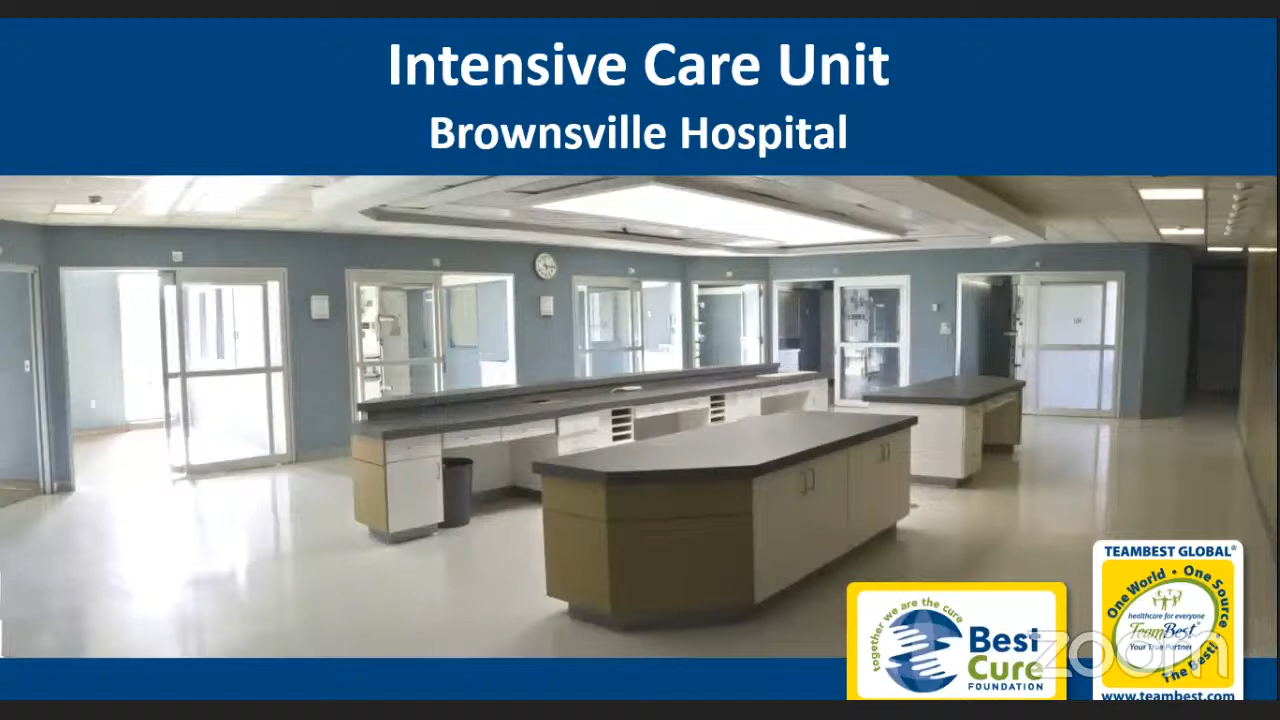 Intensive Care Unit
Brownsville Hospital
together we are the cure
Best
Cure
FOUNDATION
TEAMBEST GLOBAL®
One World • One Source
healthcare for everyone
TeamBest®
Your True Partner
The Best!
www.teambest.com
zoom